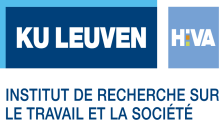 KU LEUVEN HIVA
INSTITUT DE RECHERCHE SUR
LE TRAVAIL ET LA SOCIÉTÉ